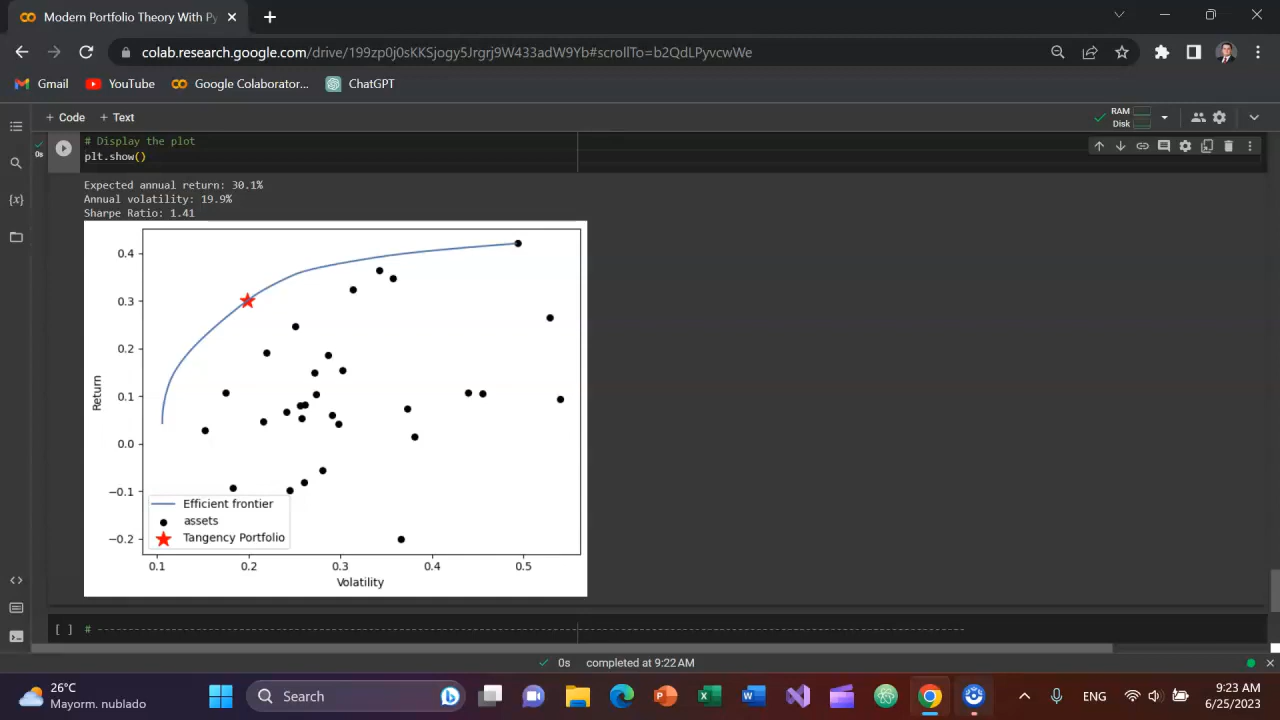 Modern Portfolio Theory With Py
colab.research.google.com/drive/199zp0j0sKKSjogy5Jrgrj9W433adW9Yb#scrollTo=b2QdLPyvcwWe
Gmail YouTube Google Colaborator... ChatGPT
+ Code + Text
RAM
Disk
# Display the plot
plt.show()
0s
{x}
Expected annual return: 30.1%
Annual volatility: 19.9%
Sharpe Ratio: 1.41
0.4
0.3
0.2
0.1
0.0
−0.1
−0.2
Return
Efficient frontier
assets
Tangency Portfolio
0.1 0.2 0.3 0.4 0.5
Volatility
[ ] # ------------------------------------------------------------------------------------------------
0s completed at 9:22 AM
26°C
Mayorm. nublado
Search
ENG
9:23 AM
6/25/2023